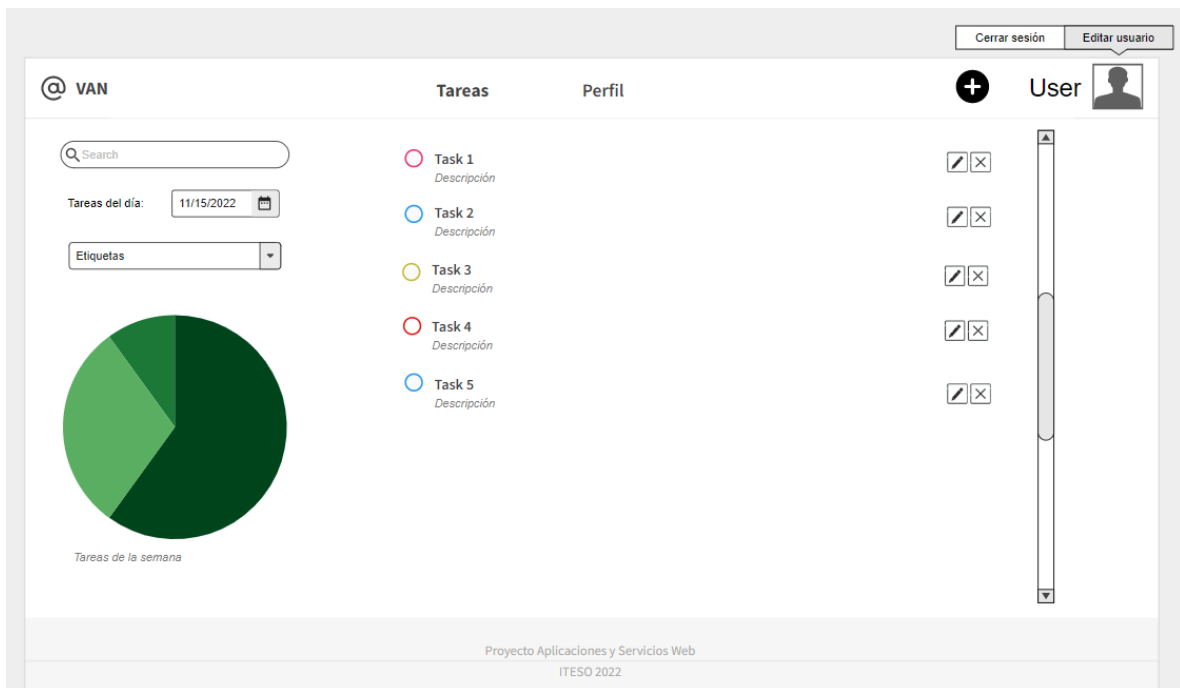 Cerrar sesión Editar usuario
@ VAN Tareas Perfil User
Search
Tareas del día: 11/15/2022
Etiquetas
Task 1
Descripción
Task 2
Descripción
Task 3
Descripción
Task 4
Descripción
Task 5
Descripción
Tareas de la semana
Proyecto Aplicaciones y Servicios Web
ITESO 2022